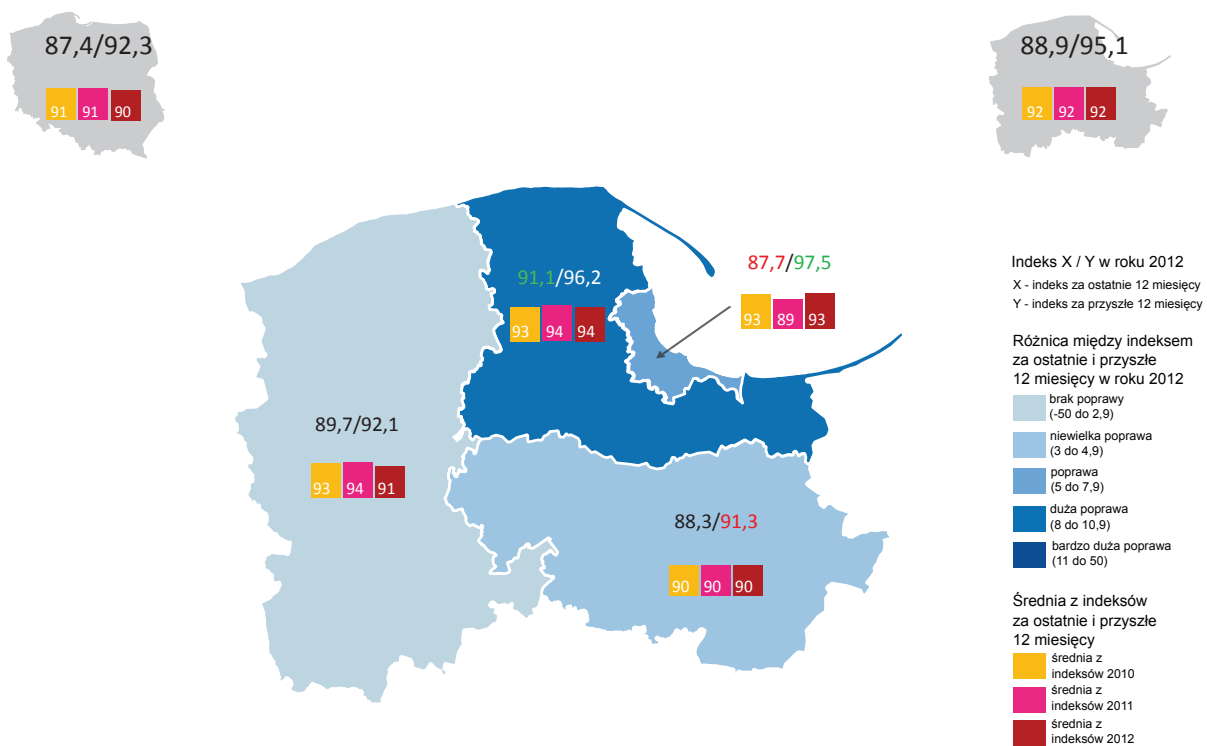 87,4/92,3
91 91 90
88,9/95,1
92 92 92
91,1/96,2
93 94 94
87,7/97,5
93 89 93
89,7/92,1
93 94 91
88,3/91,3
90 90 90
Indeks X / Y w roku 2012
X - indeks za ostatnie 12 miesięcy
Y - indeks za przyszłe 12 miesięcy
Różnica między indeksem
za ostatnie i przyszłe
12 miesięcy w roku 2012
brak poprawy
(-50 do 2,9)
niewielka poprawa
(3 do 4,9)
poprawa
(5 do 7,9)
duża poprawa
(8 do 10,9)
bardzo duża poprawa
(11 do 50)
Średnia z indeksów
za ostatnie i przyszłe
12 miesięcy
średnia z
indeksów 2010
średnia z
indeksów 2011
średnia z
indeksów 2012